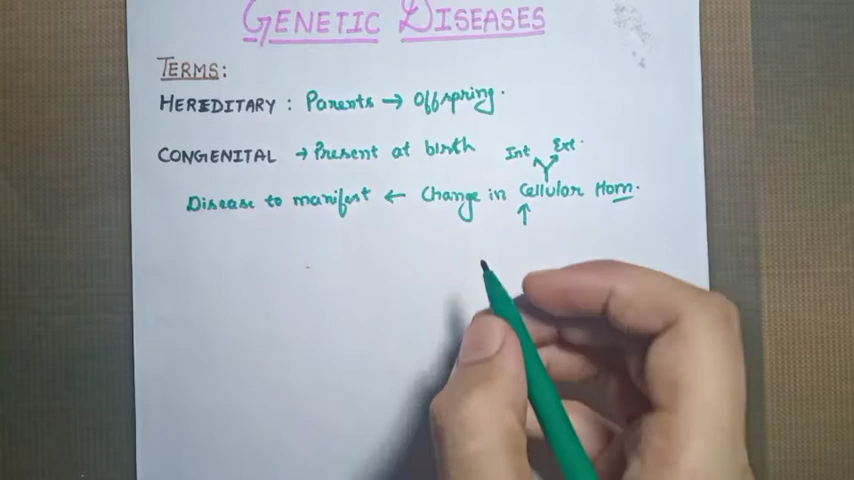 GENETIC DISEASES
TERMS:
HEREDITARY : Parents → Offspring.
CONGENITAL → Present at birth
Int Ext.
Disease to manifest ← Change in Cellular Hom.
↑